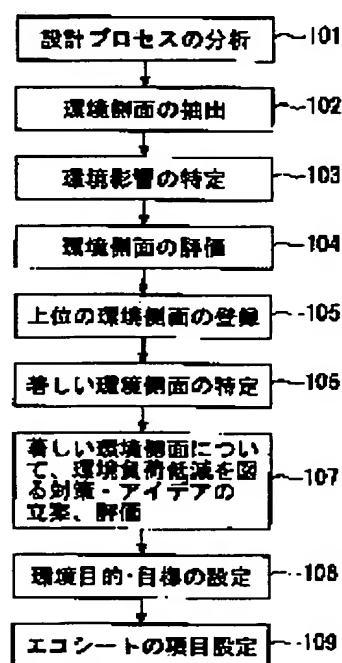 設計プロセスの分析 101
環境側面の抽出 102
環境影響の特定 103
環境側面の評価 104
上位の環境側面の登録 105
著しい環境側面の特定 106
著しい環境側面につい
て、環境負荷低減を図
る対策・アイデアの
立案、評価 107
環境目的・目標の設定 108
エコシートの項目設定 109